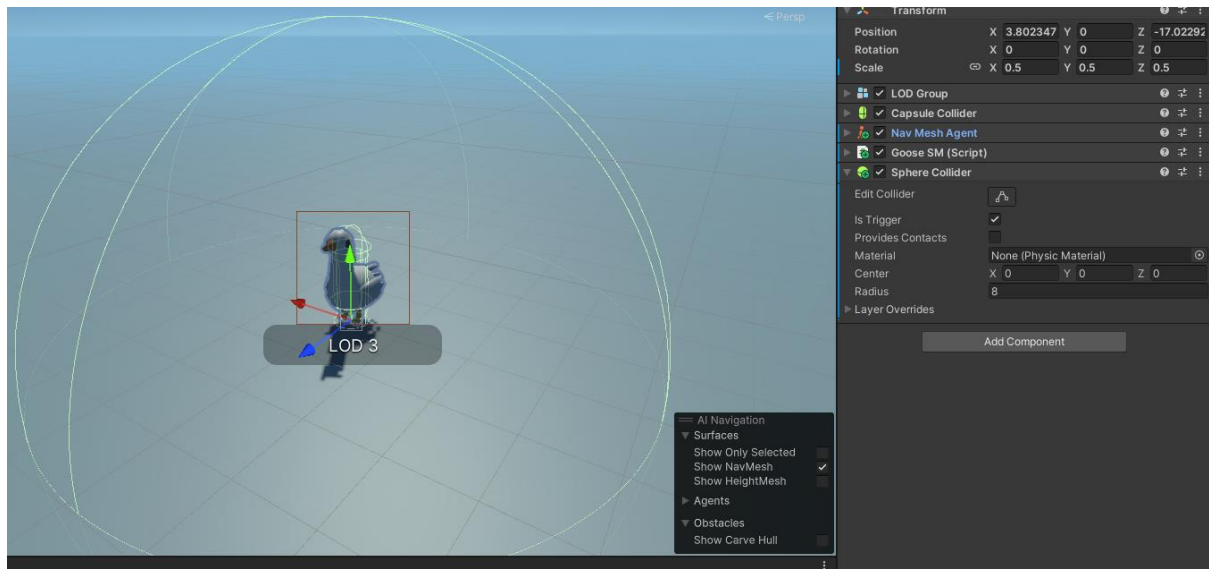 < Persp
LOD 3
AI Navigation
Surfaces
Show Only Selected
Show NavMesh
Show HeightMesh
Agents
Obstacles
Show Carve Hull
Transform
Position X 3.802347 Y 0 Z -17.02292
Rotation X 0 Y 0 Z 0
Scale X 0.5 Y 0.5 Z 0.5
LOD Group
Capsule Collider
Nav Mesh Agent
Goose SM (Script)
Sphere Collider
Edit Collider
Is Trigger
Provides Contacts
Material None (Physic Material)
Center X 0 Y 0 Z 0
Radius 8
Layer Overrides
Add Component